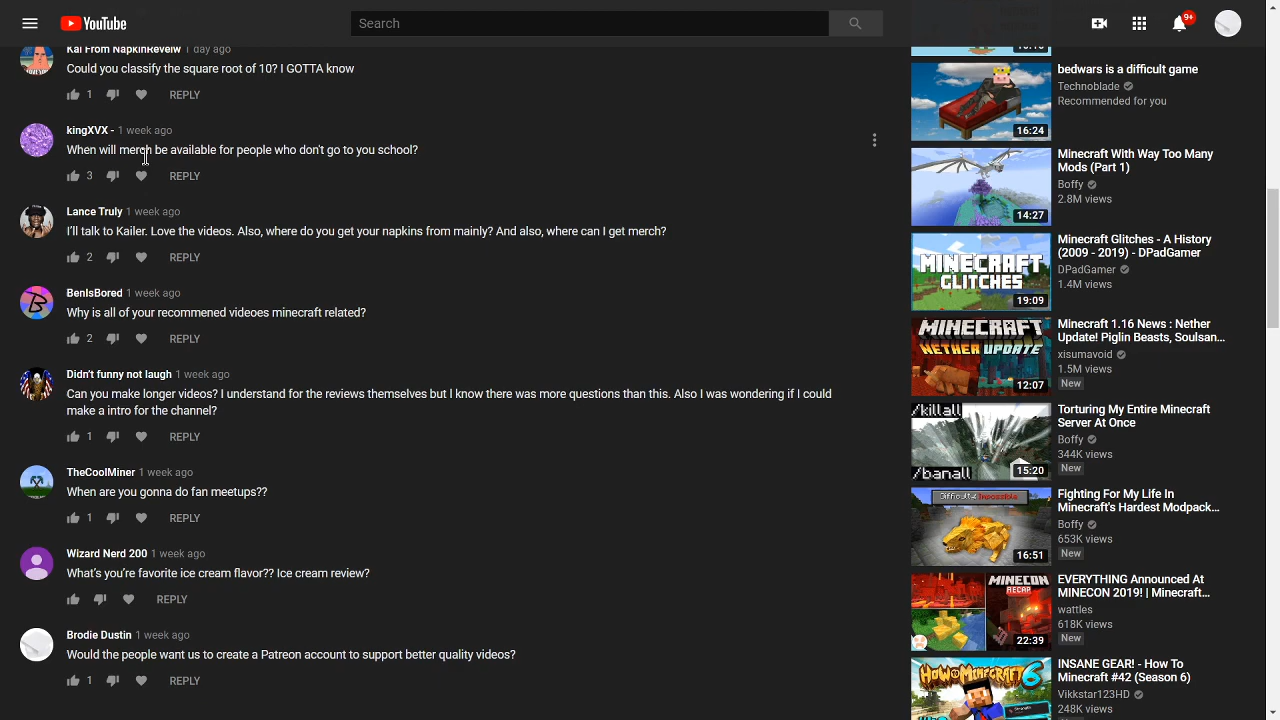 YouTube
Search
9+
Kai From NapkinReveiw 1 day ago
Could you classify the square root of 10? I GOTTA know
1 REPLY
kingXVX - 1 week ago
When will merch be available for people who don't go to you school?
3 REPLY
Lance Truly 1 week ago
I'll talk to Kailer. Love the videos. Also, where do you get your napkins from mainly? And also, where can I get merch?
2 REPLY
BenIsBored 1 week ago
Why is all of your recommended videos minecraft related?
2 REPLY
Didn't funny not laugh 1 week ago
Can you make longer videos? I understand for the reviews themselves but I know there was more questions than this. Also I was wondering if I could
make a intro for the channel?
1 REPLY
TheCoolMiner 1 week ago
When are you gonna do fan meetups??
1 REPLY
Wizard Nerd 200 1 week ago
What's you're favorite ice cream flavor?? Ice cream review?
REPLY
Brodie Dustin 1 week ago
Would the people want us to create a Patreon account to support better quality videos?
1 REPLY
16:24
bedwars is a difficult game
Technoblade
Recommended for you
14:27
Minecraft With Way Too Many
Mods (Part 1)
Boffy
2.8M views
MINECRAFT
GLITCHES
19:09
Minecraft Glitches - A History
(2009 - 2019) - DPadGamer
DPadGamer
1.4M views
MINECRAFT
NETHER UPDATE
12:07
Minecraft 1.16 News : Nether
Update! Piglin Beasts, Soulsan...
xisumavoid
1.5M views
New
/killall
/banall
15:20
Torturing My Entire Minecraft
Server At Once
Boffy
344K views
New
Difficulty: Impossible
16:51
Fighting For My Life In
Minecraft's Hardest Modpack...
Boffy
653K views
New
MINECON
RECAP
22:39
EVERYTHING Announced At
MINECON 2019! | Minecraft...
wattles
618K views
New
HOW TO MINECRAFT 6
INSANE GEAR! - How To
Minecraft #42 (Season 6)
Vikkstar123HD
248K views